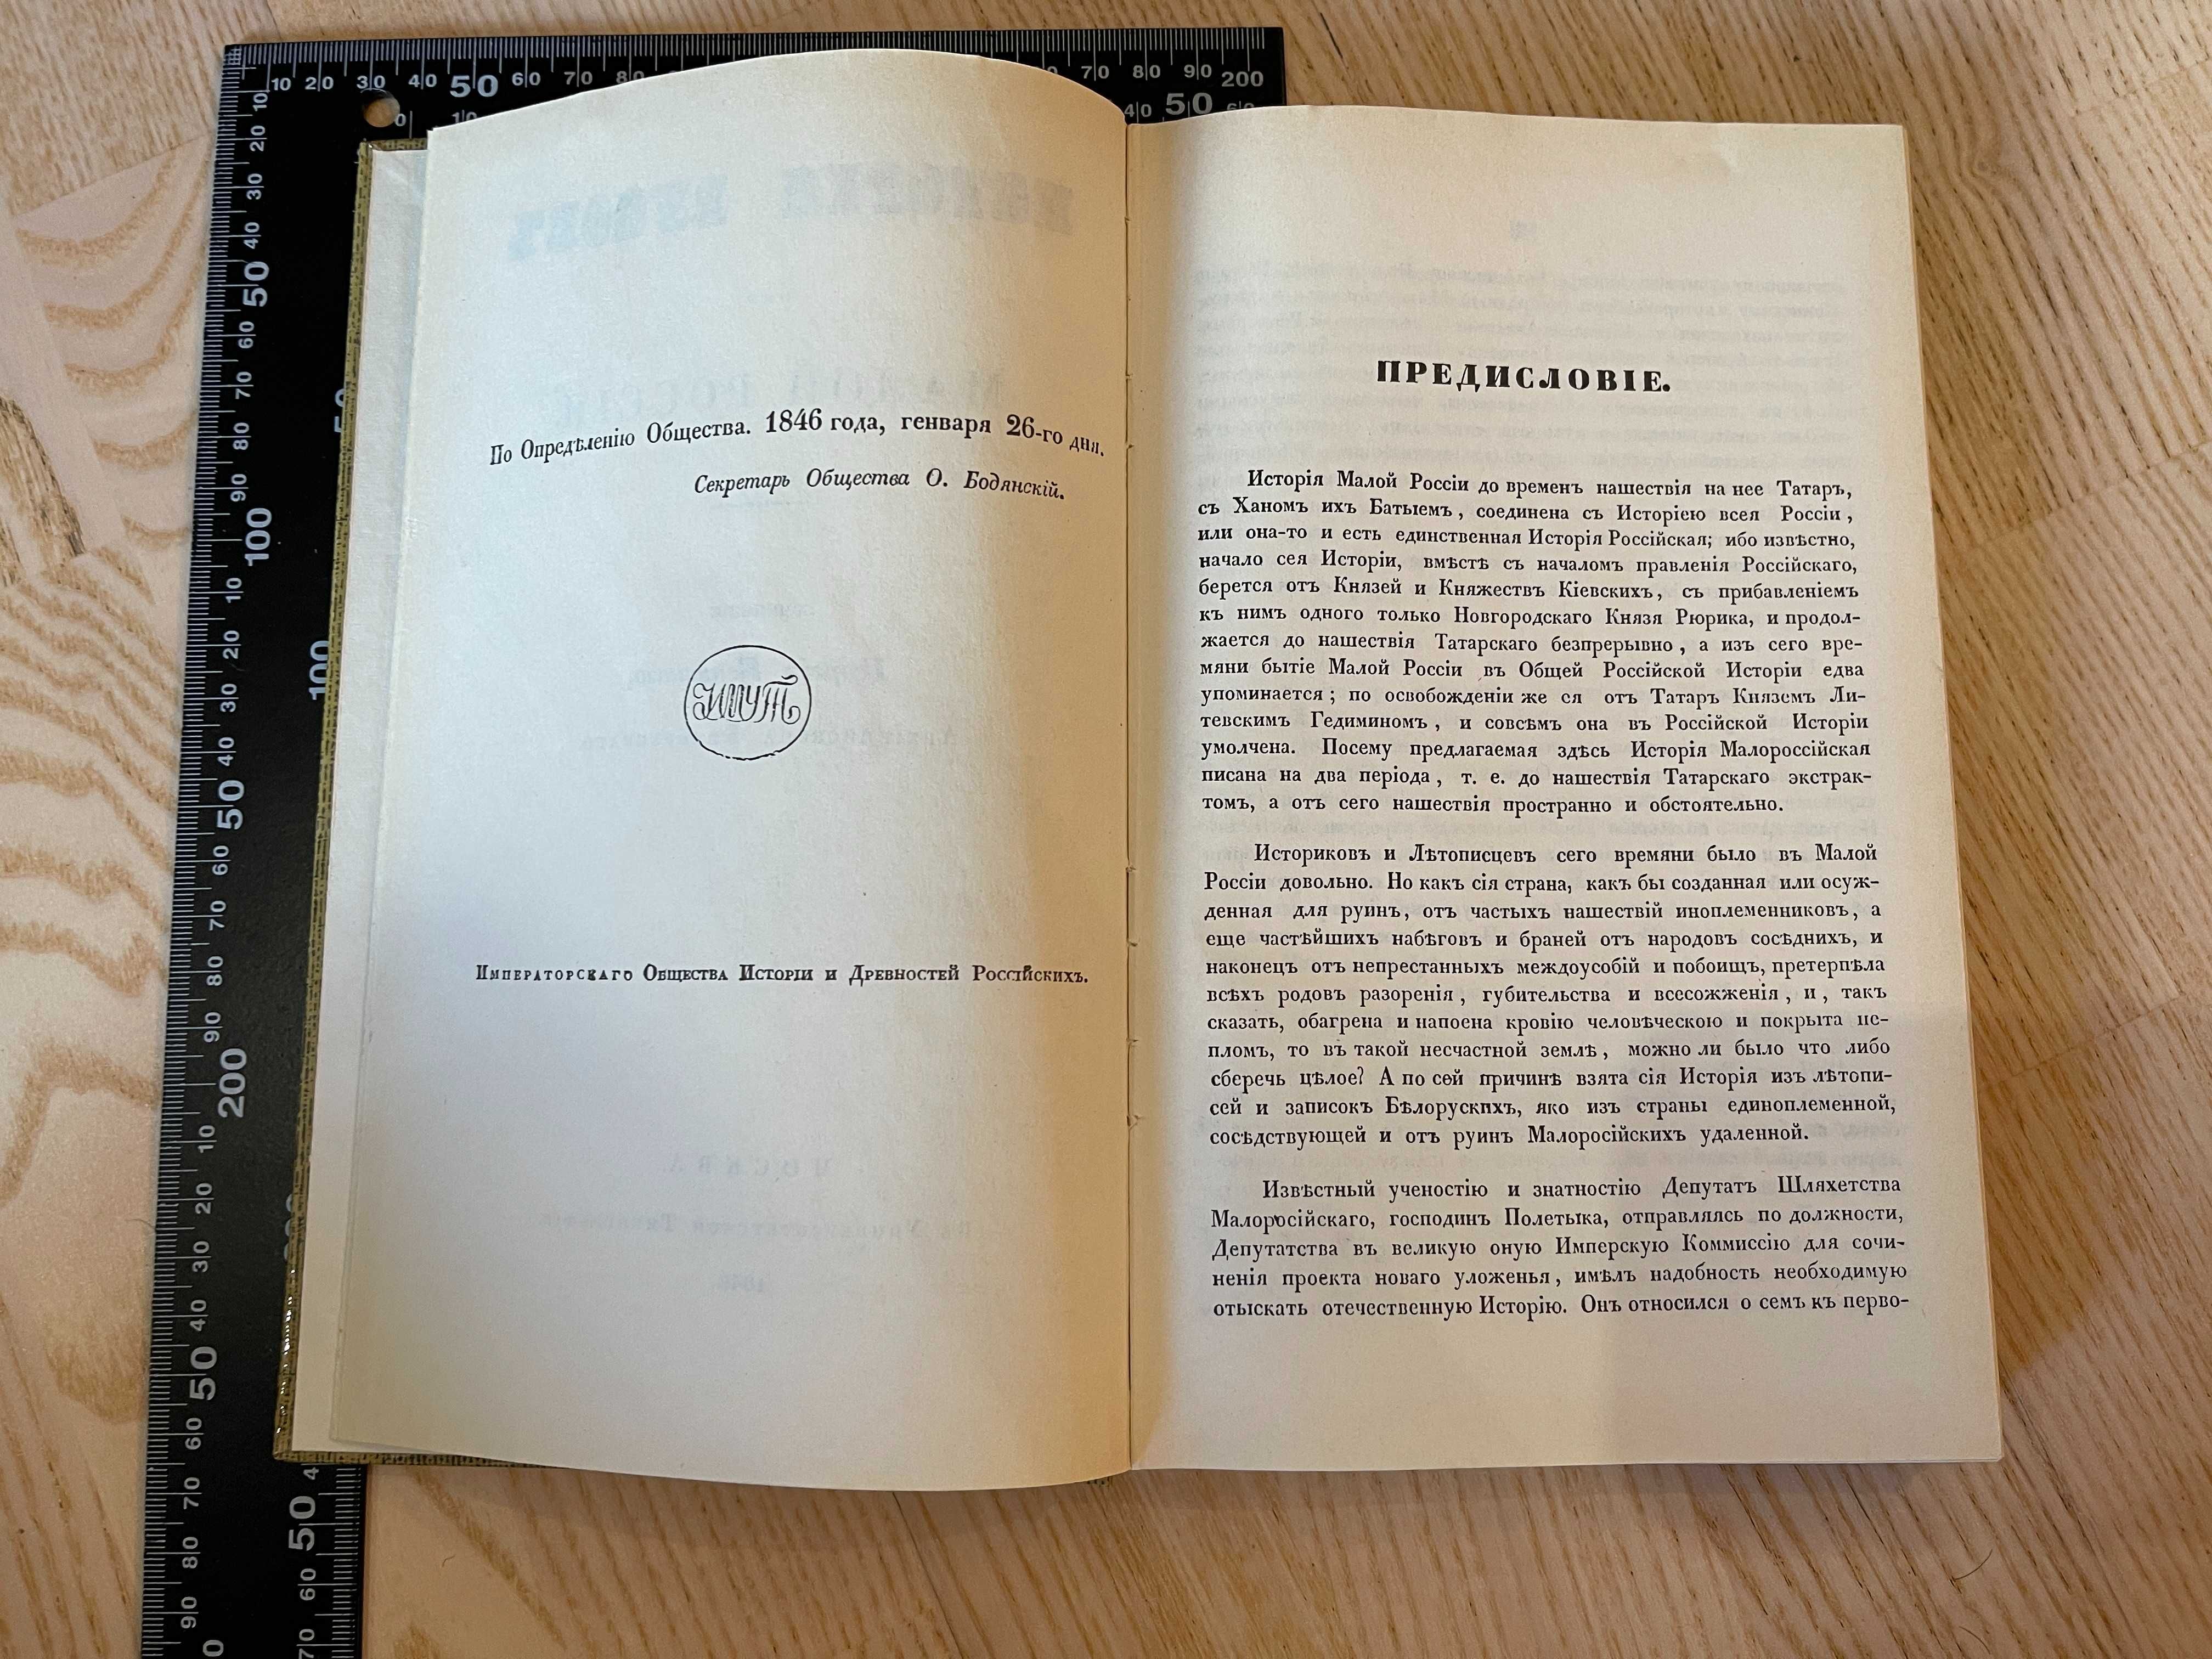 По Опредѣленію Общества. 1846 года, генваря 26-го дня.
Секретарь Общества О. Бодянскій.
Императорскаго Общества Исторіи и Древностей Россійскихъ.
ПРЕДИСЛОВІЕ.
Исторія Малой Россіи до временъ нашествія на нее Татаръ,
съ Ханомъ ихъ Батыемъ, соединена съ Исторіею всея Россіи,
или она-то и есть единственная Исторія Россійская; ибо извѣстно,
начало сея Исторіи, вмѣстѣ съ началомъ правленія Россійскаго,
берется отъ Князей и Княжествъ Кіевскихъ, съ прибавленіемъ
къ нимъ одного только Новгородскаго Князя Рюрика, и продол-
жается до нашествія Татарскаго безпрерывно, а изъ сего вре-
мяни бытіе Малой Россіи въ Общей Россійской Исторіи едва
упоминается; по освобожденіи же ея отъ Татаръ Княземъ Ли-
тевскимъ Гедиминомъ, и совсѣмъ она въ Россійской Исторіи
умолчена. Посему предлагаемая здѣсь Исторія Малороссійская
писана на два періода, т. е. до нашествія Татарскаго экстрак-
томъ, а отъ сего нашествія пространно и обстоятельно.
Историковъ и Лѣтописцевъ сего времяни было въ Малой
Россіи довольно. Но какъ сія страна, какъ бы созданная или осуж-
денная для руинъ, отъ частыхъ нашествій иноплеменниковъ, а
еще частѣйшихъ набѣговъ и браней отъ народовъ сосѣднихъ, и
наконецъ отъ непрестанныхъ междоусобій и побоищъ, претерпѣла
всѣхъ родовъ разоренія, губительства и всесожженія, и, такъ
сказать, обагрена и напоена кровію человѣческою и покрыта пе-
пломъ, то въ такой несчастной землѣ, можно ли было что либо
сберечь цѣлое? А по сей причинѣ взята сія Исторія изъ лѣтопи-
сей и записокъ Бѣлорускихъ, яко изъ страны единоплеменной,
сосѣдствующей и отъ руинъ Малоросійскихъ удаленной.
Извѣстный ученостію и знатностію Депутатъ Шляхетства
Малоросійскаго, господинъ Полетыка, отправляясь по должности,
Депутатства въ великую оную Имперскую Коммиссію для сочи-
ненія проекта новаго уложенья, имѣлъ надобность необходимую
отыскать отечественную Исторію. Онъ относился о семъ къ перво-